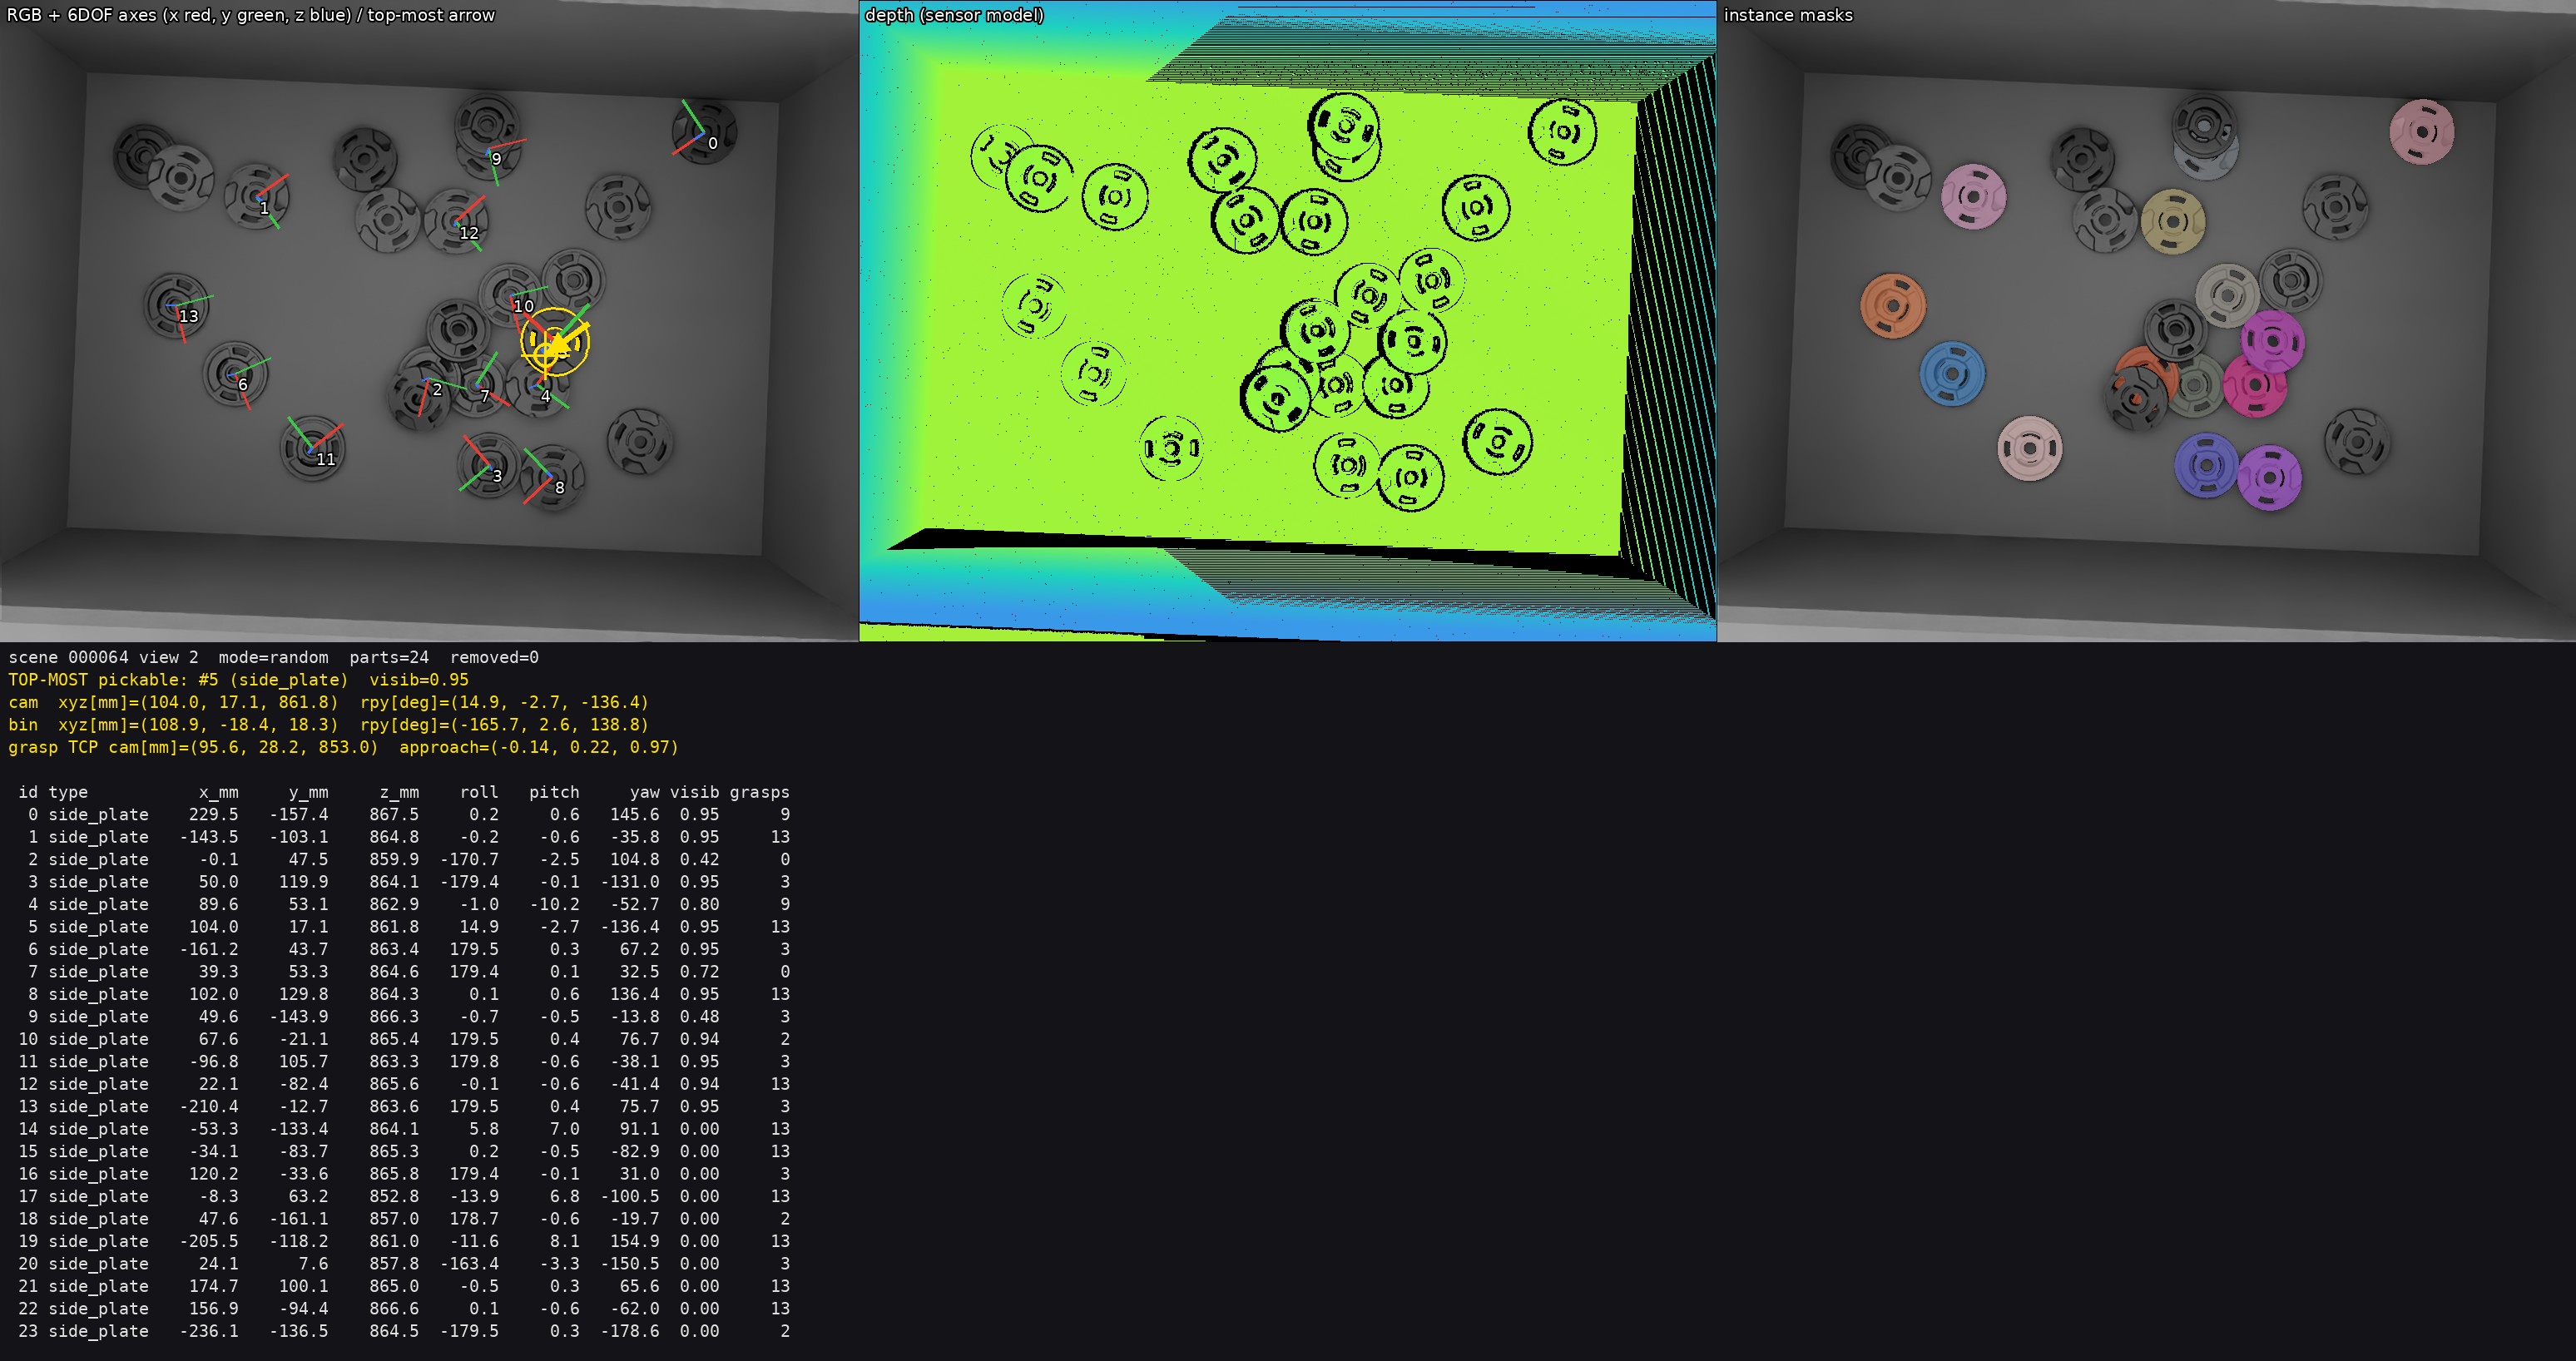 RGB + 6DOF axes (x red, y green, z blue) / top-most arrow
depth (sensor model)
instance masks
0
9
1
12
10
13
6
2
7
4
11
3
8
scene 000064 view 2  mode=random  parts=24  removed=0
TOP-MOST pickable: #5 (side_plate)  visib=0.95
cam  xyz[mm]=(104.0, 17.1, 861.8)  rpy[deg]=(14.9, -2.7, -136.4)
bin  xyz[mm]=(108.9, -18.4, 18.3)  rpy[deg]=(-165.7, 2.6, 138.8)
grasp TCP cam[mm]=(95.6, 28.2, 853.0)  approach=(-0.14, 0.22, 0.97)
id type x_mm y_mm z_mm roll pitch yaw visib grasps
0 side_plate 229.5 -157.4 867.5 0.2 0.6 145.6 0.95 9
1 side_plate -143.5 -103.1 864.8 -0.2 -0.6 -35.8 0.95 13
2 side_plate -0.1 47.5 859.9 -170.7 -2.5 104.8 0.42 0
3 side_plate 50.0 119.9 864.1 -179.4 -0.1 -131.0 0.95 3
4 side_plate 89.6 53.1 862.9 -1.0 -10.2 -52.7 0.80 9
5 side_plate 104.0 17.1 861.8 14.9 -2.7 -136.4 0.95 13
6 side_plate -161.2 43.7 863.4 179.5 0.3 67.2 0.95 3
7 side_plate 39.3 53.3 864.6 179.4 0.1 32.5 0.72 0
8 side_plate 102.0 129.8 864.3 0.1 0.6 136.4 0.95 13
9 side_plate 49.6 -143.9 866.3 -0.7 -0.5 -13.8 0.48 3
10 side_plate 67.6 -21.1 865.4 179.5 0.4 76.7 0.94 2
11 side_plate -96.8 105.7 863.3 179.8 -0.6 -38.1 0.95 3
12 side_plate 22.1 -82.4 865.6 -0.1 -0.6 -41.4 0.94 13
13 side_plate -210.4 -12.7 863.6 179.5 0.4 75.7 0.95 3
14 side_plate -53.3 -133.4 864.1 5.8 7.0 91.1 0.00 13
15 side_plate -34.1 -83.7 865.3 0.2 -0.5 -82.9 0.00 13
16 side_plate 120.2 -33.6 865.8 179.4 -0.1 31.0 0.00 3
17 side_plate -8.3 63.2 852.8 -13.9 6.8 -100.5 0.00 13
18 side_plate 47.6 -161.1 857.0 178.7 -0.6 -19.7 0.00 2
19 side_plate -205.5 -118.2 861.0 -11.6 8.1 154.9 0.00 13
20 side_plate 24.1 7.6 857.8 -163.4 -3.3 -150.5 0.00 3
21 side_plate 174.7 100.1 865.0 -0.5 0.3 65.6 0.00 13
22 side_plate 156.9 -94.4 866.6 0.1 -0.6 -62.0 0.00 13
23 side_plate -236.1 -136.5 864.5 -179.5 0.3 -178.6 0.00 2